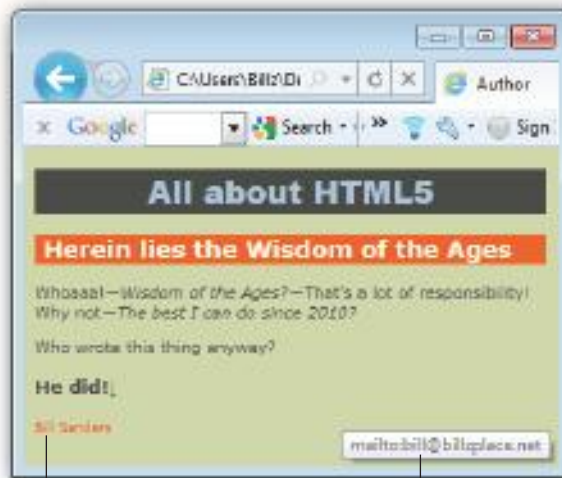 C:\Users\Billz\Do
Author
Google
Search
Sign
All about HTML5
Herein lies the Wisdom of the Ages
Whoaaa!—Wisdom of the Ages?—That's a lot of responsibility!
Why not—The best I can do since 2010?
Who wrote this thing anyway?
He did!↓
Bill Sanders
mailto:bill@billzplace.net